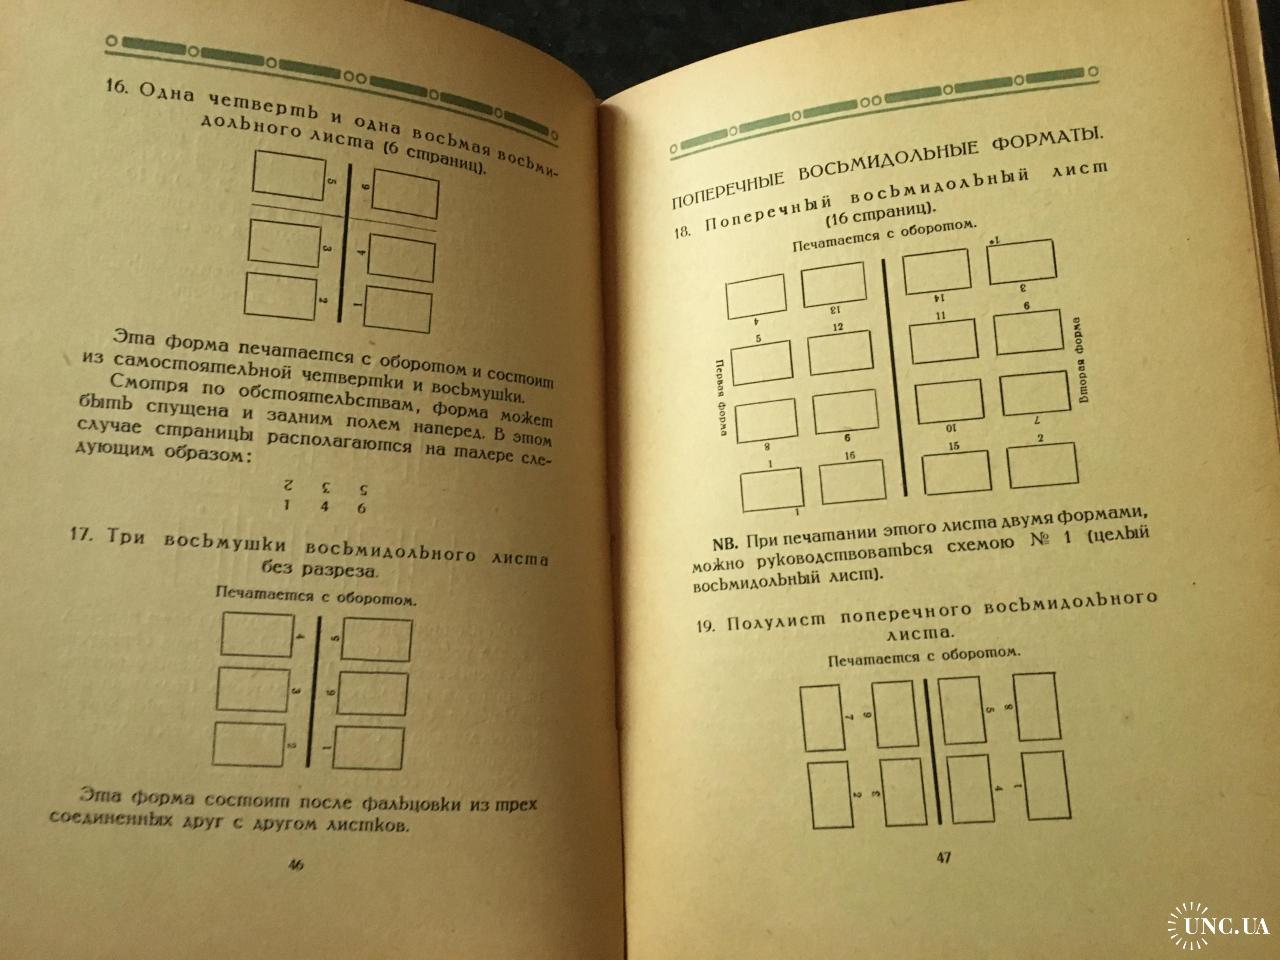 16. Одна четверть и одна восьмая восьми-
дольного листа (6 страниц).
5 6
3 4
2 1
Эта форма печатается с оборотом и состоит
из самостоятельной четвертки и восьмушки.
Смотря по обстоятельствам, форма может
быть спущена и задним полем наперед. В этом
случае страницы располагаются на талере сле-
дующим образом:
2 3 5
1 4 6
17. Три восьмушки восьмидольного листа
без разреза.
Печатается с оборотом.
4 5
3 6
2 1
Эта форма состоит после фальцовки из трех
соединенных друг с другом листков.
46
ПОПЕРЕЧНЫЕ ВОСЬМИДОЛЬНЫЕ ФОРМАТЫ.
18. Поперечный восьмидольный лист
(16 страниц).
Печатается с оборотом.
1*
4 13 14 3
5 12 11 6
Первая форма
Вторая форма
8 9 10 7
1 16 15 2
1
NB. При печатании этого листа двумя формами,
можно руководствоваться схемою № 1 (целый
восьмидольный лист).
19. Полулист поперечного восьмидольного
листа.
Печатается с оборотом.
7 6 5 8
2 3 4 1
47
UNC.UA